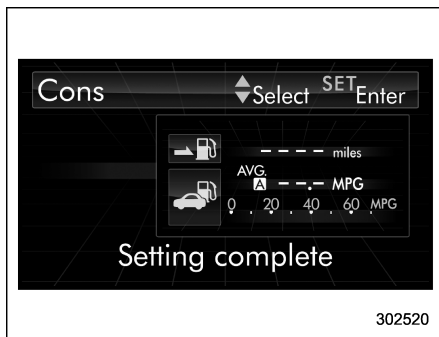 Cons Select SET Enter
– – – – miles
AVG.
A – – . – MPG
0 . 20 . 40 . 60 . MPG
Setting complete
302520